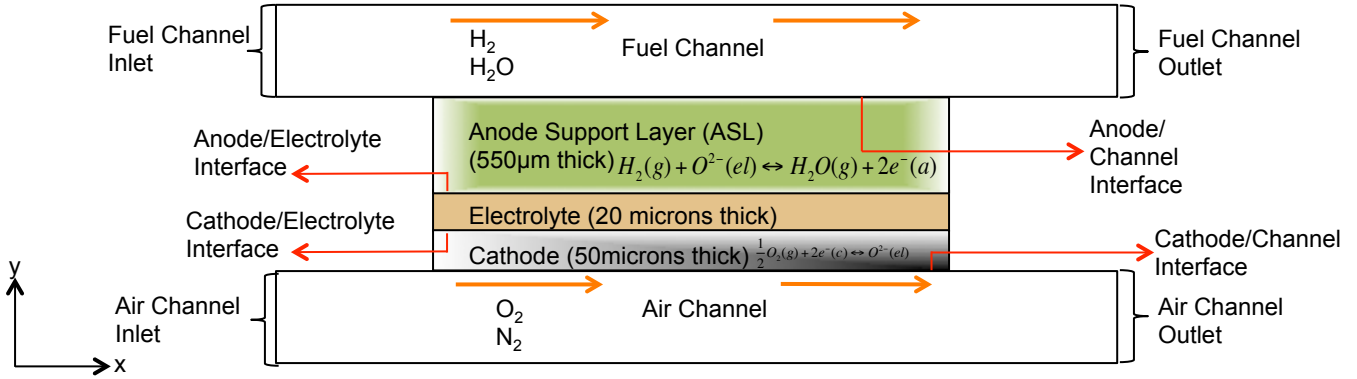 Fuel Channel
Inlet
H₂
H₂O
Fuel Channel
Fuel Channel
Outlet
Anode/Electrolyte
Interface
Anode Support Layer (ASL)
(550μm thick) H₂(g) + O²⁻(el) ↔ H₂O(g) + 2e⁻(a)
Anode/
Channel
Interface
Cathode/Electrolyte
Interface
Electrolyte (20 microns thick)
Cathode (50microns thick) ½O₂(g) + 2e⁻(c) ↔ O²⁻(el)
Cathode/Channel
Interface
y
x
Air Channel
Inlet
O₂
N₂
Air Channel
Air Channel
Outlet